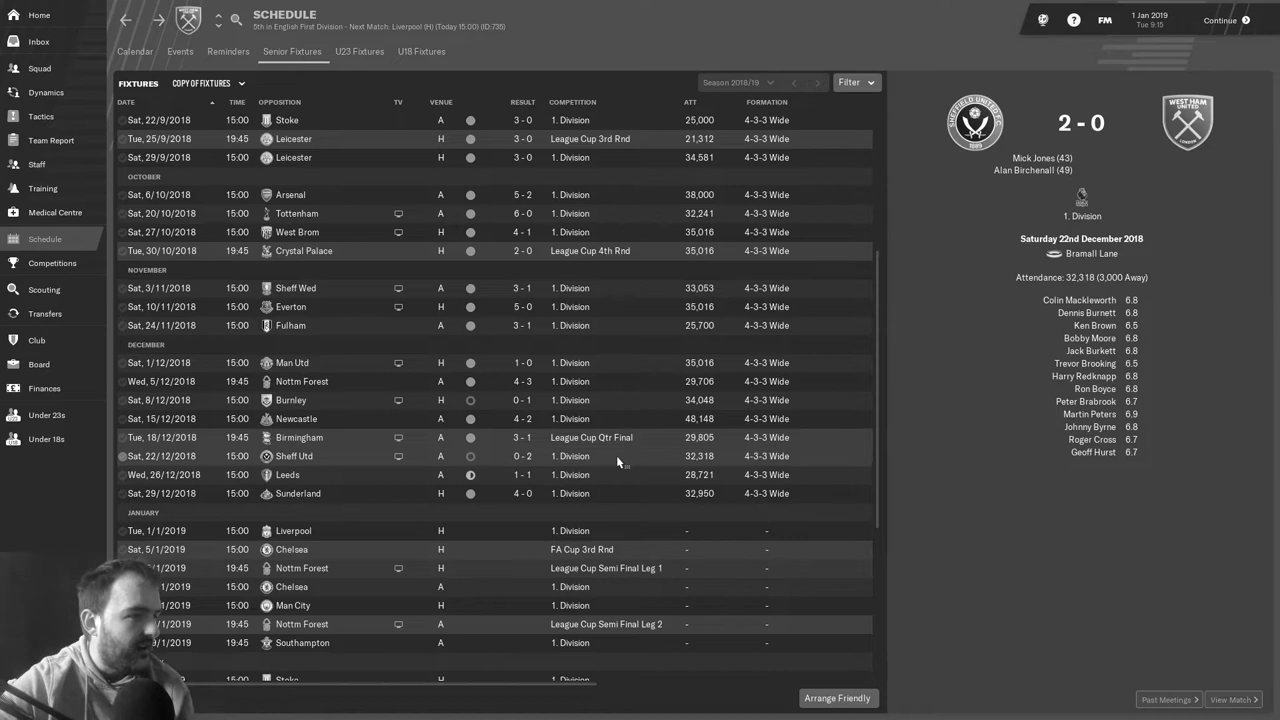 Home
SCHEDULE
5th in English First Division - Next Match: Liverpool (H) (Today 15:00) (ID:735)
FM
1 Jan 2019
Tue 9:15
Continue
Inbox
Calendar
Events
Reminders
Senior Fixtures
U23 Fixtures
U18 Fixtures
Squad
Dynamics
Tactics
Team Report
Staff
Training
Medical Centre
Schedule
Competitions
Scouting
Transfers
Club
Board
Finances
Under 23s
Under 18s
FIXTURES COPY OF FIXTURES Season 2018/19 Filter
DATE TIME OPPOSITION TV VENUE RESULT COMPETITION ATT FORMATION
Sat, 22/9/2018 15:00 Stoke A 3 - 0 1. Division 25,000 4-3-3 Wide
Tue, 25/9/2018 19:45 Leicester H 3 - 0 League Cup 3rd Rnd 21,312 4-3-3 Wide
Sat, 29/9/2018 15:00 Leicester H 3 - 0 1. Division 34,581 4-3-3 Wide
OCTOBER
Sat, 6/10/2018 15:00 Arsenal A 5 - 2 1. Division 38,000 4-3-3 Wide
Sat, 20/10/2018 15:00 Tottenham A 6 - 0 1. Division 32,241 4-3-3 Wide
Sat, 27/10/2018 15:00 West Brom H 4 - 1 1. Division 35,016 4-3-3 Wide
Tue, 30/10/2018 19:45 Crystal Palace H 2 - 0 League Cup 4th Rnd 35,016 4-3-3 Wide
NOVEMBER
Sat, 3/11/2018 15:00 Sheff Wed A 3 - 1 1. Division 33,053 4-3-3 Wide
Sat, 10/11/2018 15:00 Everton H 5 - 0 1. Division 35,016 4-3-3 Wide
Sat, 24/11/2018 15:00 Fulham A 3 - 1 1. Division 25,700 4-3-3 Wide
DECEMBER
Sat, 1/12/2018 15:00 Man Utd H 1 - 0 1. Division 35,016 4-3-3 Wide
Wed, 5/12/2018 19:45 Nottm Forest A 4 - 3 1. Division 29,706 4-3-3 Wide
Sat, 8/12/2018 15:00 Burnley H 0 - 1 1. Division 34,048 4-3-3 Wide
Sat, 15/12/2018 15:00 Newcastle A 4 - 2 1. Division 48,148 4-3-3 Wide
Tue, 18/12/2018 19:45 Birmingham A 3 - 1 League Cup Qtr Final 29,805 4-3-3 Wide
Sat, 22/12/2018 15:00 Sheff Utd A 0 - 2 1. Division 32,318 4-3-3 Wide
Wed, 26/12/2018 15:00 Leeds A 1 - 1 1. Division 28,721 4-3-3 Wide
Sat, 29/12/2018 15:00 Sunderland H 4 - 0 1. Division 32,950 4-3-3 Wide
JANUARY
Tue, 1/1/2019 15:00 Liverpool H 1. Division - -
Sat, 5/1/2019 15:00 Chelsea H FA Cup 3rd Rnd - -
/1/2019 19:45 Nottm Forest H League Cup Semi Final Leg 1 - -
/1/2019 15:00 Chelsea A 1. Division - -
/1/2019 15:00 Man City H 1. Division - -
/1/2019 19:45 Nottm Forest A League Cup Semi Final Leg 2 - -
9/1/2019 19:45 Southampton A 1. Division - -
15:00 Stoke H 1. Division - -
Arrange Friendly
SHEFFIELD UNITED F.C.
1889
2 - 0
WEST HAM UNITED
LONDON
Mick Jones (43)
Alan Birchenall (49)
1. Division
Saturday 22nd December 2018
Bramall Lane
Attendance: 32,318 (3,000 Away)
Colin Mackleworth 6.8
Dennis Burnett 6.8
Ken Brown 6.5
Bobby Moore 6.8
Jack Burkett 6.8
Trevor Brooking 6.5
Harry Redknapp 6.8
Ron Boyce 6.8
Peter Brabrook 6.7
Martin Peters 6.9
Johnny Byrne 6.8
Roger Cross 6.7
Geoff Hurst 6.7
Past Meetings
View Match